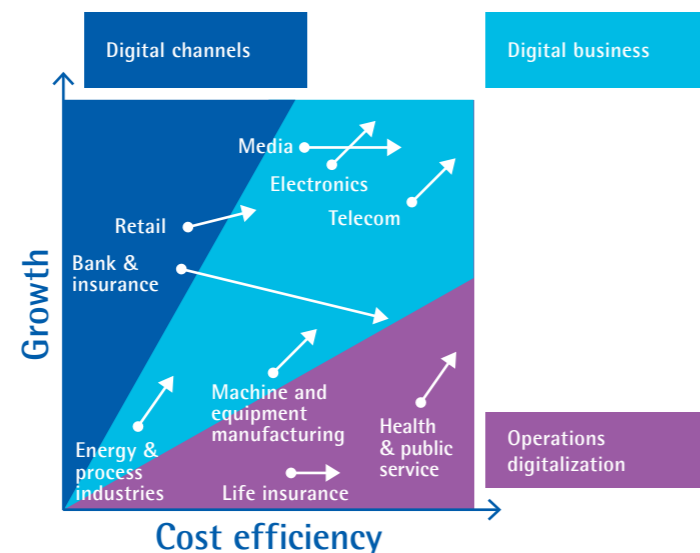 Digital channels
Digital business
Media
Electronics
Telecom
Retail
Bank &
insurance
Growth
Machine and
equipment
manufacturing
Health
& public
service
Energy &
process
industries
Life insurance
Operations
digitalization
Cost efficiency